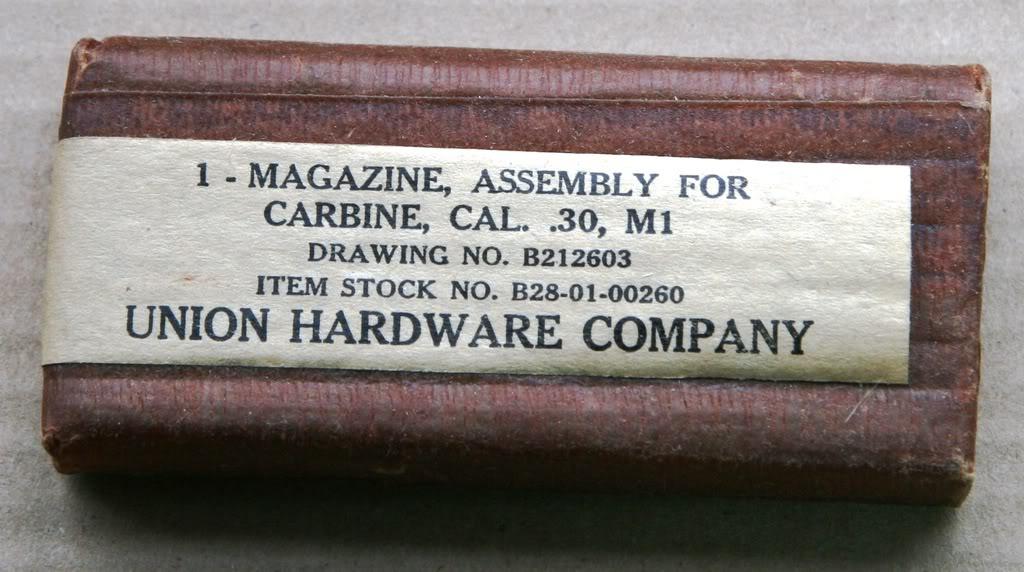 1 - MAGAZINE, ASSEMBLY FOR
CARBINE, CAL. .30, M1
DRAWING NO. B212603
ITEM STOCK NO. B28-01-00260
UNION HARDWARE COMPANY